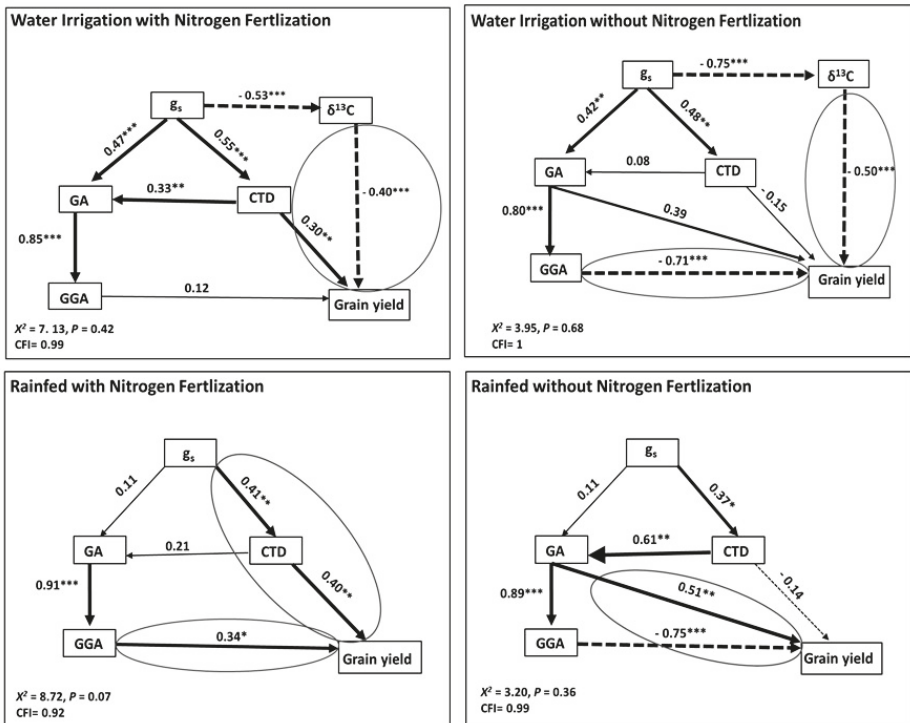 Water Irrigation with Nitrogen Fertlization
- 0.53***
gs
δ¹³C
0.47***
0.55***
- 0.40***
0.33**
GA
CTD
0.30**
0.85***
GGA
0.12
Grain yield
X² = 7. 13, P = 0.42
CFI= 0.99
Water Irrigation without Nitrogen Fertlization
- 0.75***
gs
δ¹³C
0.42**
0.48**
0.08
GA
CTD
- 0.50***
- 0.15
0.80***
0.39
GGA
- 0.71***
Grain yield
X² = 3.95, P = 0.68
CFI= 1
Rainfed with Nitrogen Fertlization
gs
0.11
0.41**
0.21
GA
CTD
0.91***
0.40**
GGA
0.34*
Grain yield
X² = 8.72, P = 0.07
CFI= 0.92
Rainfed without Nitrogen Fertlization
gs
0.11
0.37*
0.61**
GA
CTD
0.89***
0.51**
- 0.14
GGA
- 0.75***
Grain yield
X² = 3.20, P = 0.36
CFI= 0.99